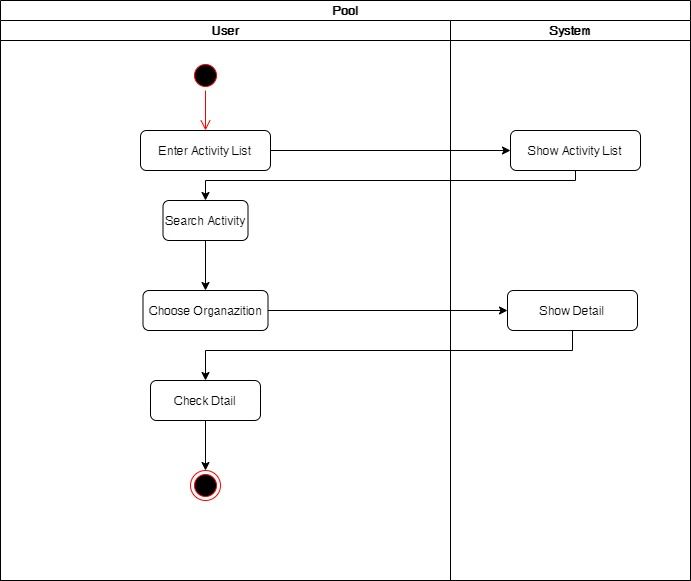 Pool
User
System
Enter Activity List
Show Activity List
Search Activity
Choose Organazition
Show Detail
Check Dtail